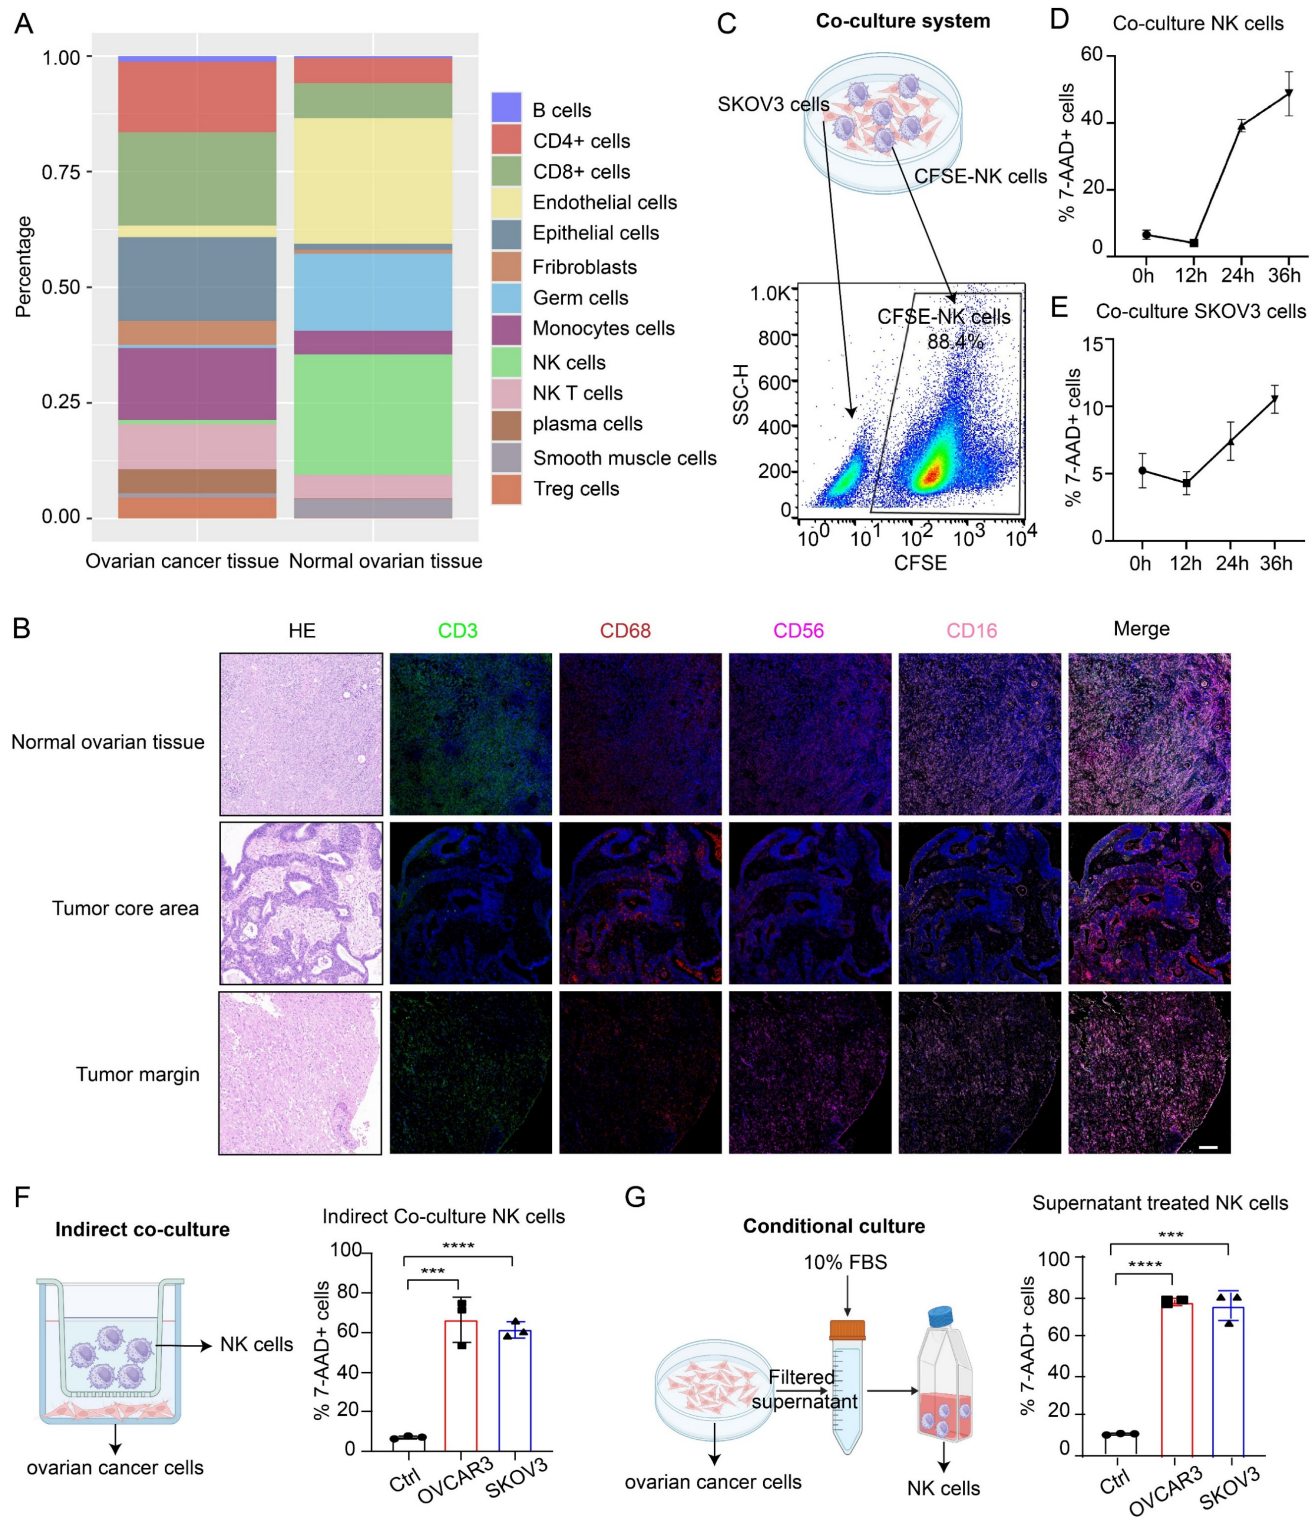 A
1.00
0.75
0.50
0.25
0.00
Percentage
Ovarian cancer tissue
Normal ovarian tissue
B cells
CD4+ cells
CD8+ cells
Endothelial cells
Epithelial cells
Fribroblasts
Germ cells
Monocytes cells
NK cells
NK T cells
plasma cells
Smooth muscle cells
Treg cells
C
Co-culture system
SKOV3 cells
CFSE-NK cells
1.0K
800
600
400
200
0
SSC-H
CFSE-NK cells
88.4%
10^0
10^1
10^2
10^3
10^4
CFSE
D
Co-culture NK cells
60
40
20
0
% 7-AAD+ cells
0h
12h
24h
36h
E
Co-culture SKOV3 cells
15
10
5
0
% 7-AAD+ cells
0h
12h
24h
36h
B
HE
CD3
CD68
CD56
CD16
Merge
Normal ovarian tissue
Tumor core area
Tumor margin
F
Indirect co-culture
NK cells
ovarian cancer cells
Indirect Co-culture NK cells
100
80
60
40
20
0
% 7-AAD+ cells
****
***
Ctrl
OVCAR3
SKOV3
G
Conditional culture
10% FBS
Filtered
supernatant
ovarian cancer cells
NK cells
Supernatant treated NK cells
100
80
60
40
20
0
% 7-AAD+ cells
***
****
Ctrl
OVCAR3
SKOV3